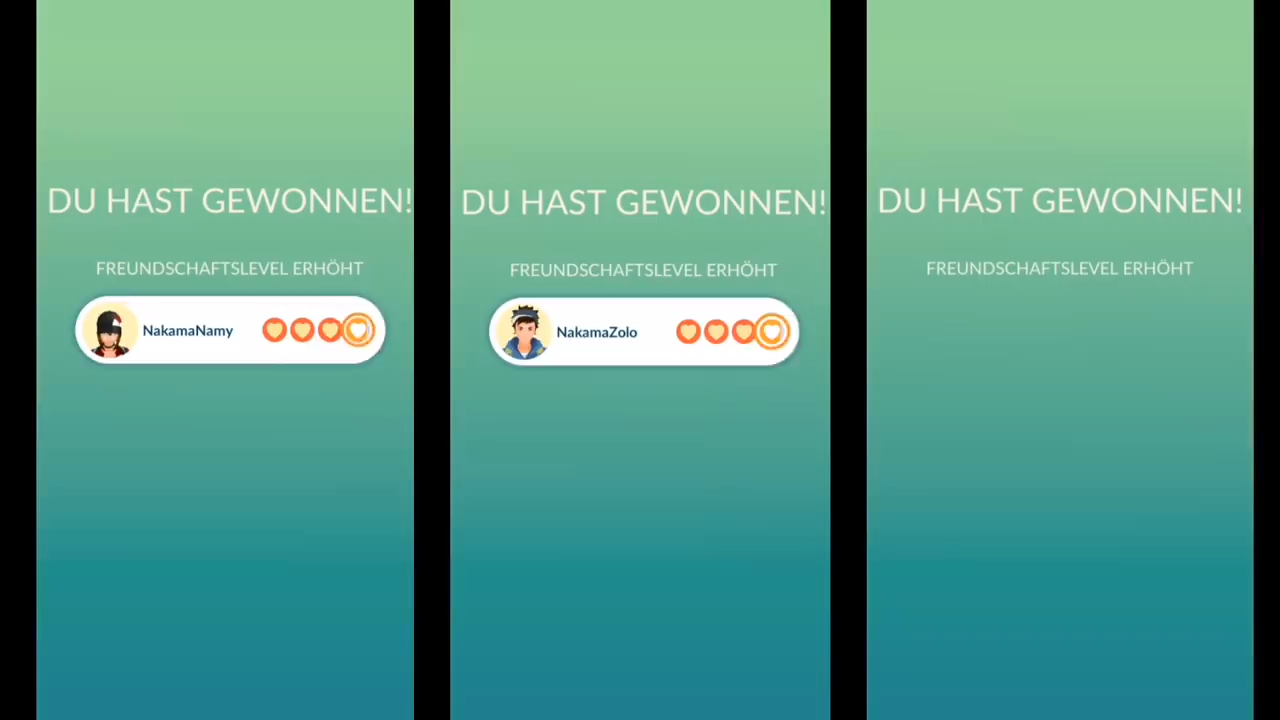 DU HAST GEWONNEN!
FREUNDSCHAFTSLEVEL ERHÖHT
NakamaNamy
DU HAST GEWONNEN!
FREUNDSCHAFTSLEVEL ERHÖHT
NakamaZolo
DU HAST GEWONNEN!
FREUNDSCHAFTSLEVEL ERHÖHT